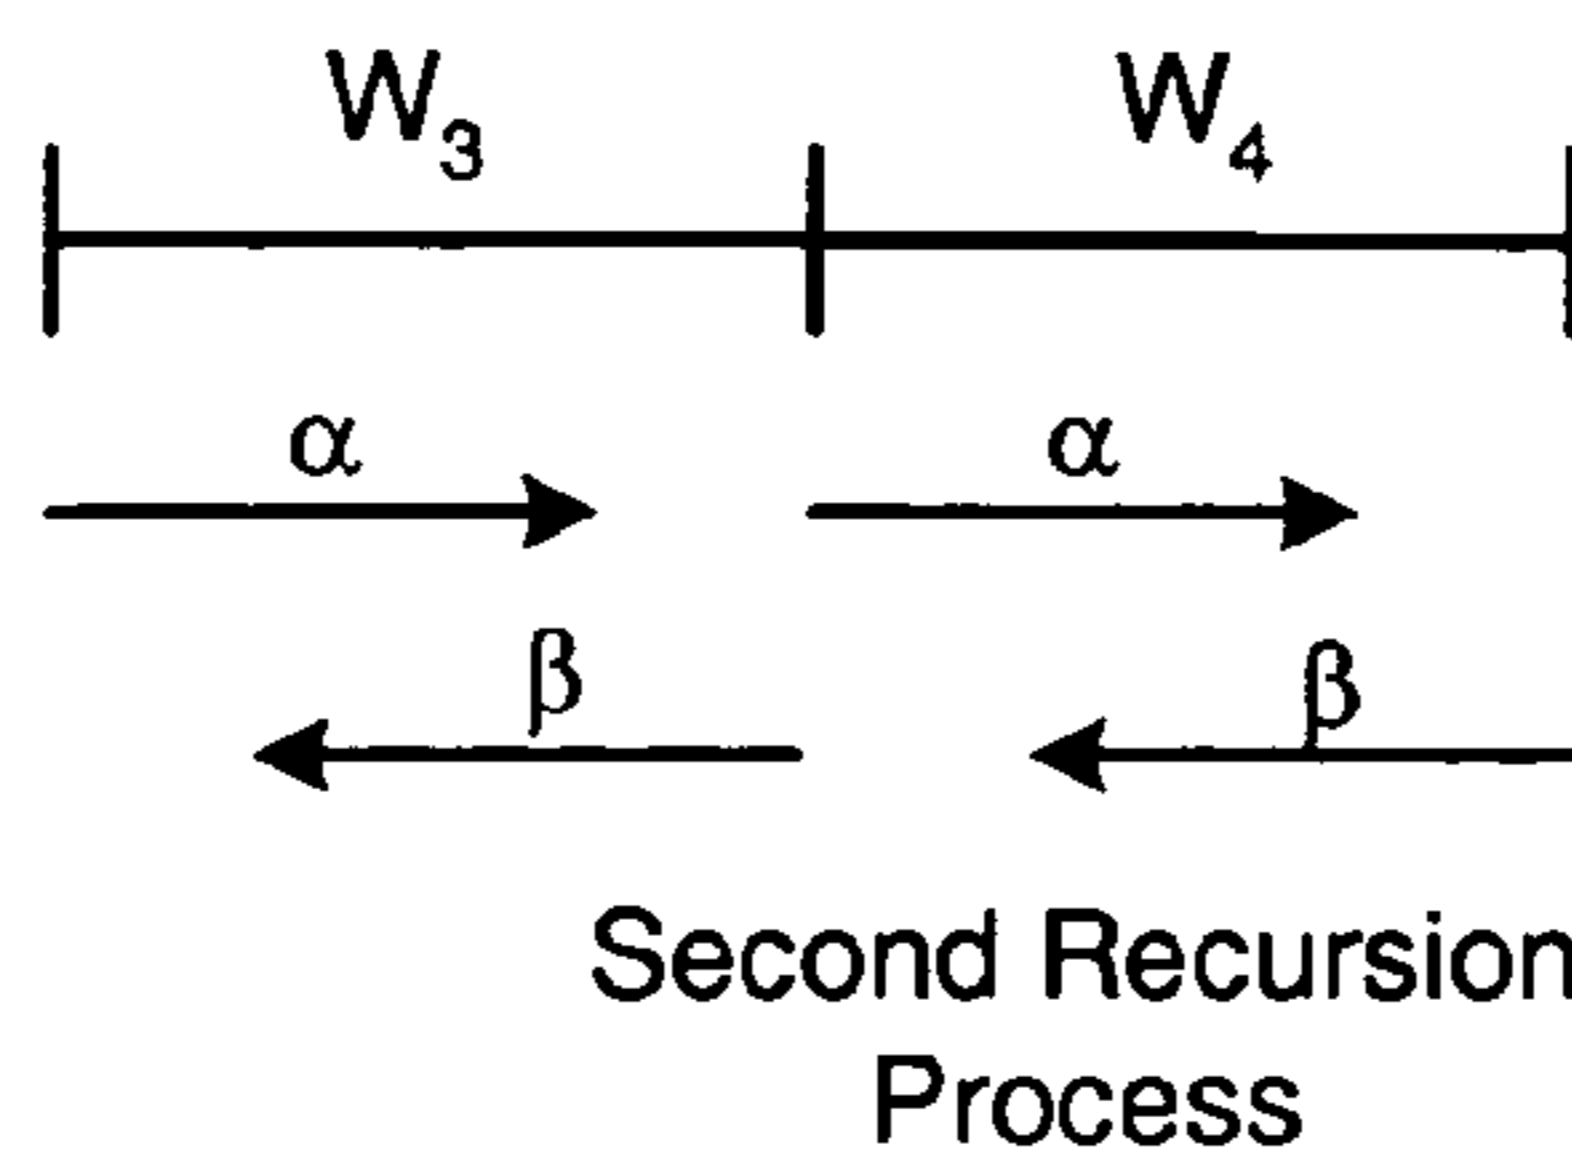 W₃ W₄
α α
β β
Second Recursion
Process